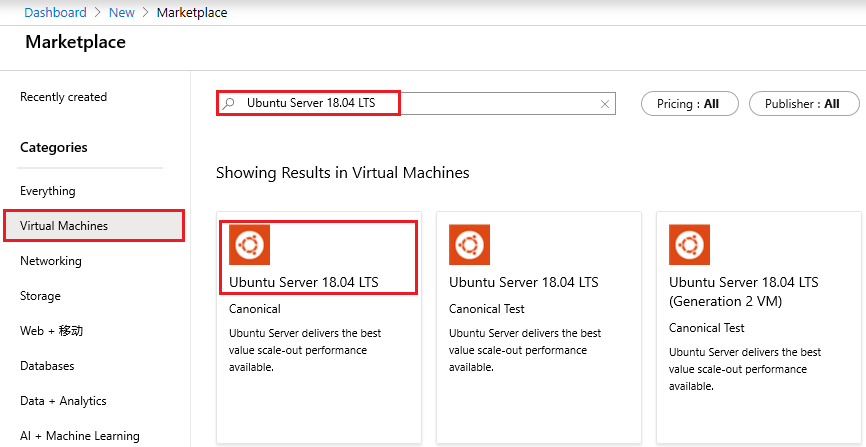 Dashboard > New > Marketplace
Marketplace
Recently created
Categories
Everything
Virtual Machines
Networking
Storage
Web + 移动
Databases
Data + Analytics
AI + Machine Learning
Ubuntu Server 18.04 LTS
Pricing : All
Publisher : All
Showing Results in Virtual Machines
Ubuntu Server 18.04 LTS
Canonical
Ubuntu Server delivers the best
value scale-out performance
available.
Ubuntu Server 18.04 LTS
Canonical Test
Ubuntu Server delivers the best
value scale-out performance
available.
Ubuntu Server 18.04 LTS
(Generation 2 VM)
Canonical Test
Ubuntu Server delivers the best
value scale-out performance
available.